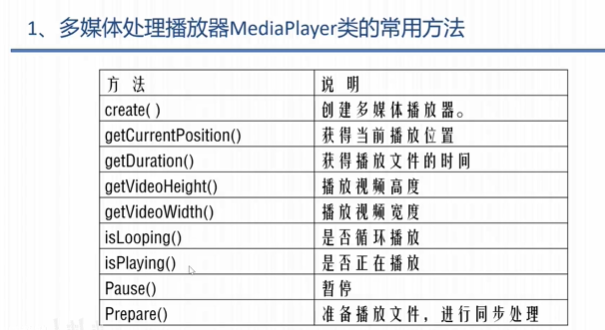 1、多媒体处理播放器MediaPlayer类的常用方法
方 法 说 明
create( ) 创建多媒体播放器。
getCurrentPosition() 获得当前播放位置
getDuration() 获得播放文件的时间
getVideoHeight() 播放视频高度
getVideoWidth() 播放视频宽度
isLooping() 是否循环播放
isPlaying() 是否正在播放
Pause() 暂停
Prepare() 准备播放文件，进行同步处理